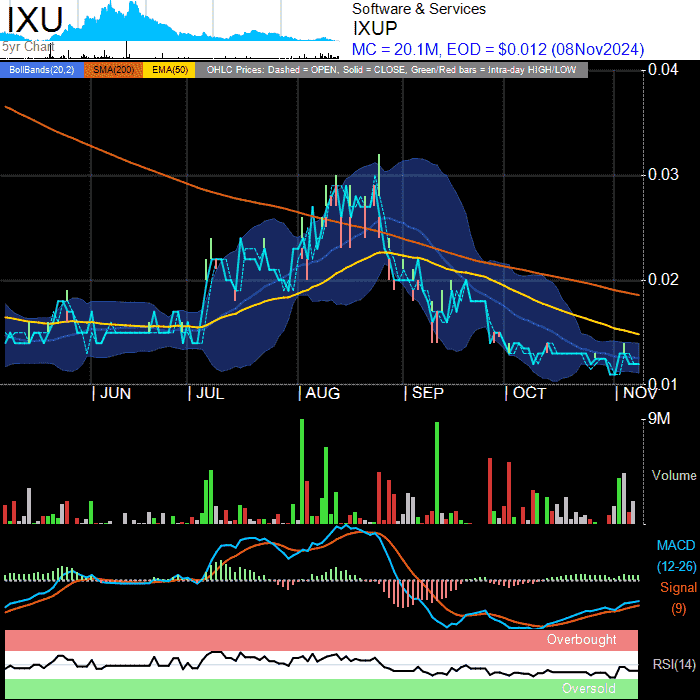 IXU
5yr Chart
Software & Services
IXUP
MC = 20.1M, EOD = $0.012 (08Nov2024)
BollBands(20,2) SMA(200) EMA(50) OHLC Prices: Dashed = OPEN, Solid = CLOSE, Green/Red bars = Intra-day HIGH/LOW
0.04
0.03
0.02
0.01
| JUN | JUL | AUG | SEP | OCT | NOV
9M
Volume
MACD
(12-26)
Signal
(9)
Overbought
RSI(14)
Oversold